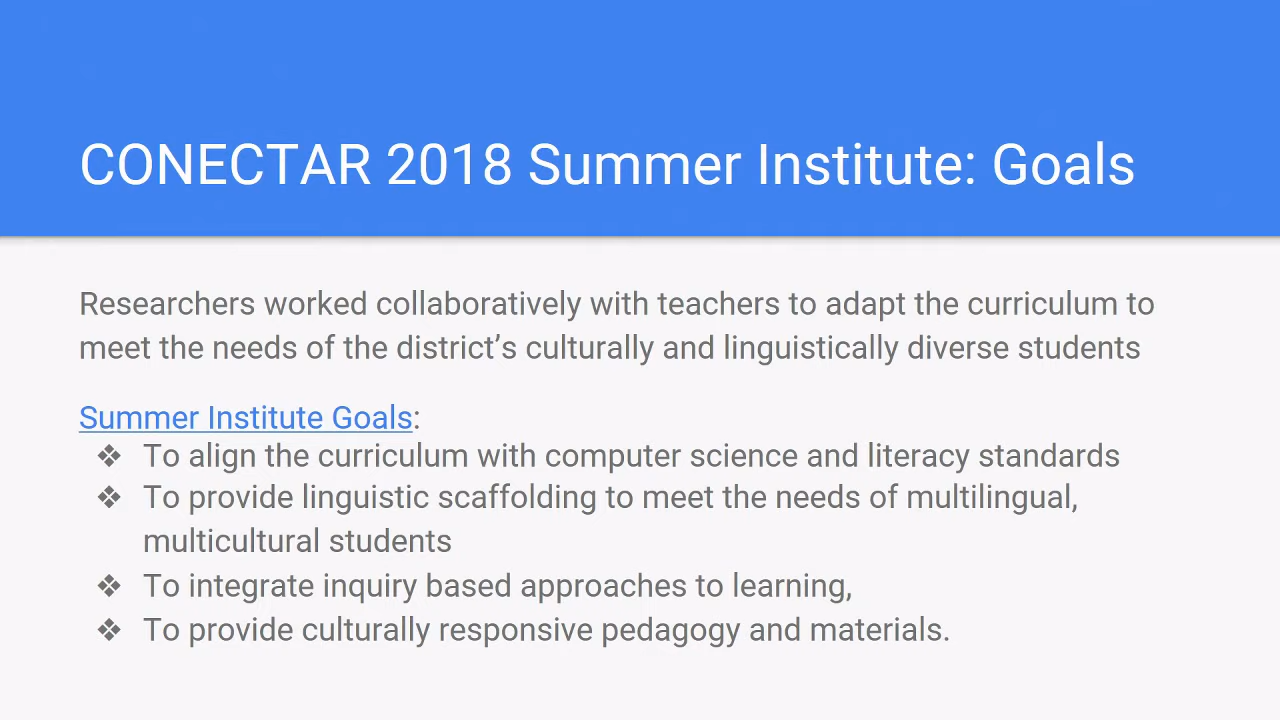 CONECTAR 2018 Summer Institute: Goals
Researchers worked collaboratively with teachers to adapt the curriculum to
meet the needs of the district’s culturally and linguistically diverse students
Summer Institute Goals:
❖ To align the curriculum with computer science and literacy standards
❖ To provide linguistic scaffolding to meet the needs of multilingual,
multicultural students
❖ To integrate inquiry based approaches to learning,
❖ To provide culturally responsive pedagogy and materials.